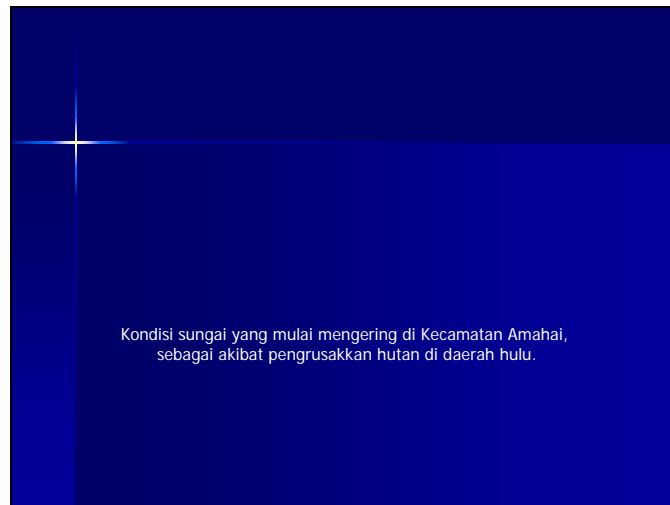 Kondisi sungai yang mulai mengering di Kecamatan Amahai,
sebagai akibat pengrusakkan hutan di daerah hulu.